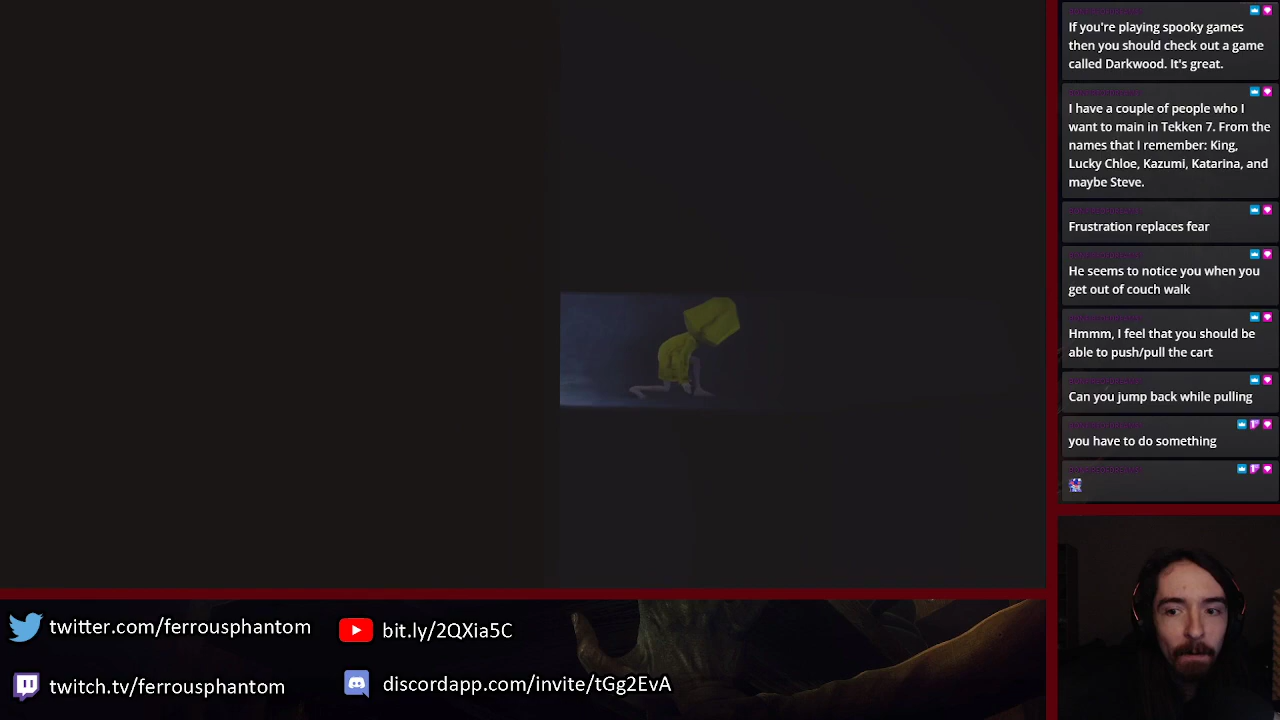 If you're playing spooky games
then you should check out a game
called Darkwood. It's great.
I have a couple of people who I
want to main in Tekken 7. From the
names that I remember: King,
Lucky Chloe, Kazumi, Katarina, and
maybe Steve.
Frustration replaces fear
He seems to notice you when you
get out of couch walk
Hmmm, I feel that you should be
able to push/pull the cart
Can you jump back while pulling
you have to do something
twitter.com/ferrousphantom
bit.ly/2QXia5C
twitch.tv/ferrousphantom
discordapp.com/invite/tGg2EvA